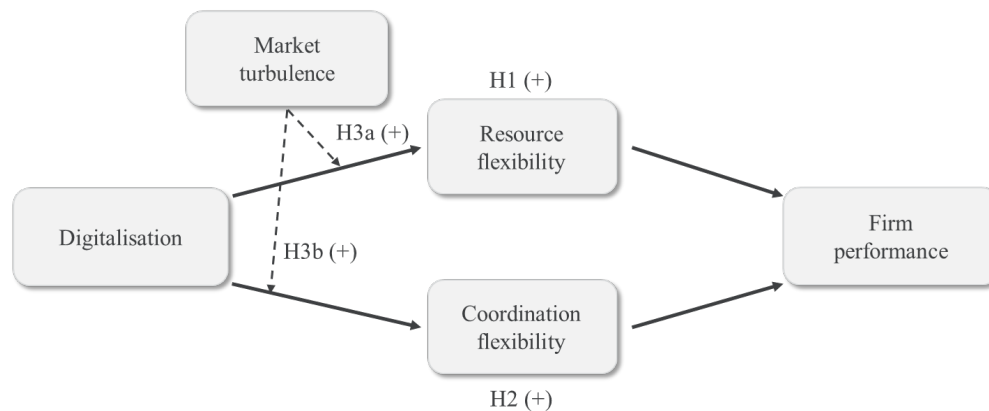 Market
turbulence
H1 (+)
H3a (+)
Resource
flexibility
Digitalisation
Firm
performance
H3b (+)
Coordination
flexibility
H2 (+)